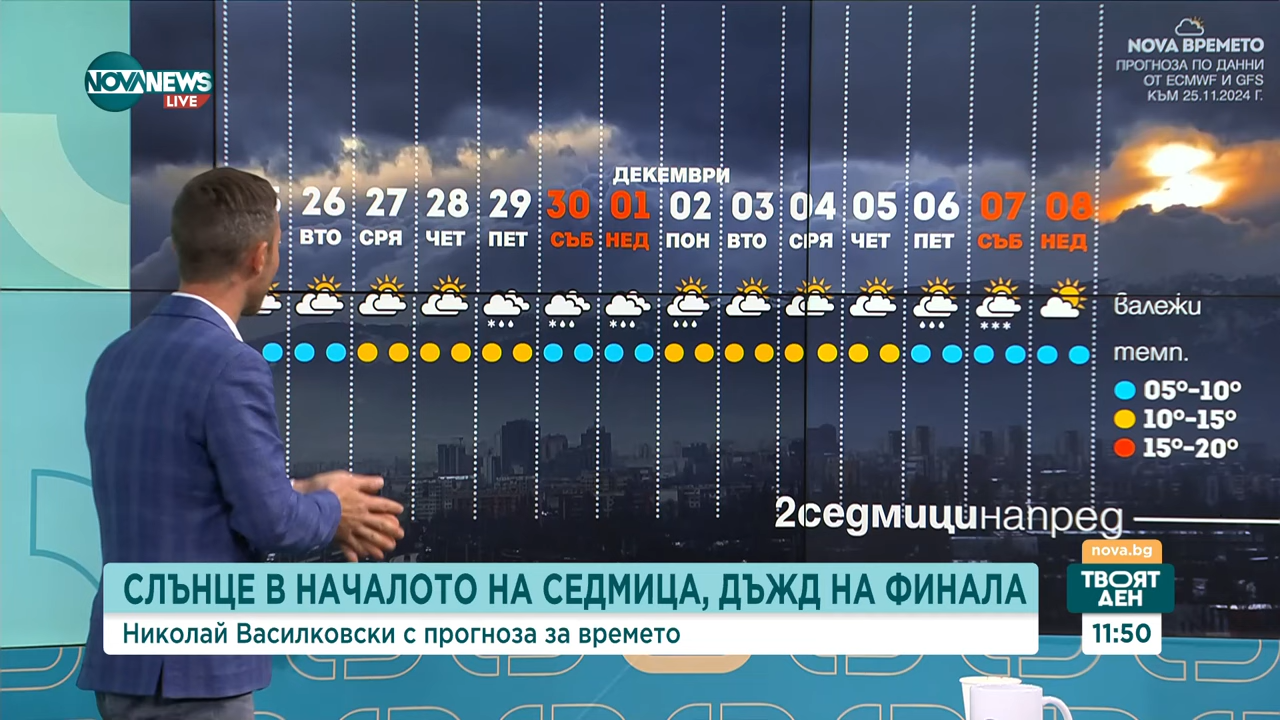 NOVA NEWS
LIVE
NOVA ВРЕМЕТО
ПРОГНОЗА ПО ДАННИ
ОТ ECMWF И GFS
КЪМ 25.11.2024 Г.
ДЕКЕМВРИ
26 27 28 29 30 01 02 03 04 05 06 07 08
ВТО СРЯ ЧЕТ ПЕТ СЪБ НЕД ПОН ВТО СРЯ ЧЕТ ПЕТ СЪБ НЕД
валежи
темп.
05°-10°
10°-15°
15°-20°
2седмицинапред
nova.bg
ТВОЯТ
ДЕН
11:50
СЛЪНЦЕ В НАЧАЛОТО НА СЕДМИЦА, ДЪЖД НА ФИНАЛА
Николай Василковски с прогноза за времето